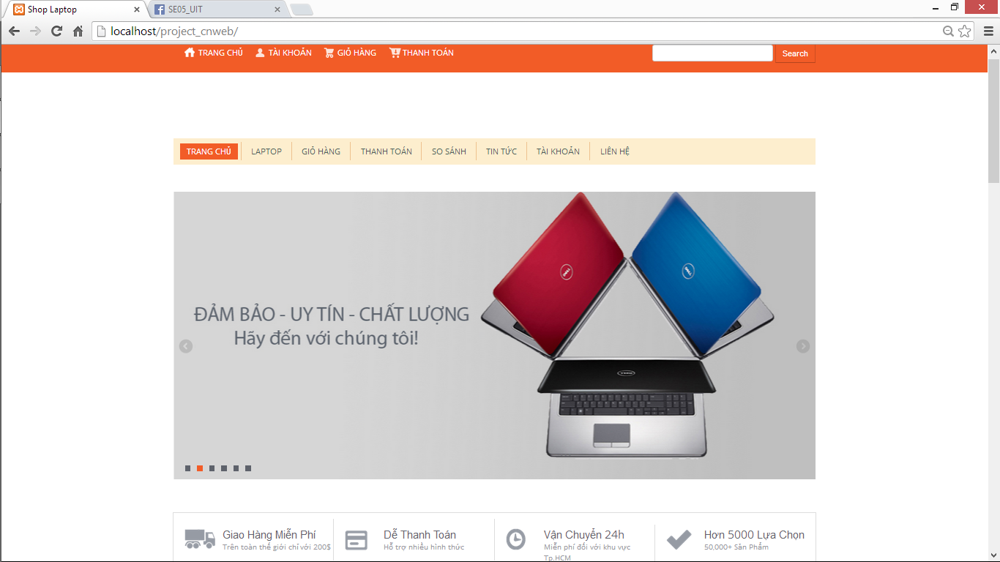 Shop Laptop
SE05_UIT
localhost/project_cnweb/
TRANG CHỦ TÀI KHOẢN GIỎ HÀNG THANH TOÁN Search
TRANG CHỦ LAPTOP GIỎ HÀNG THANH TOÁN SO SÁNH TIN TỨC TÀI KHOẢN LIÊN HỆ
ĐẢM BẢO - UY TÍN - CHẤT LƯỢNG
Hãy đến với chúng tôi!
DELL DELL
DELL
Giao Hàng Miễn Phí
Trên toàn thế giới chỉ với 200$
Dễ Thanh Toán
Hỗ trợ nhiều hình thức
Vận Chuyển 24h
Miễn phí đối với khu vực
Tp.HCM
Hơn 5000 Lựa Chọn
50,000+ Sản Phẩm